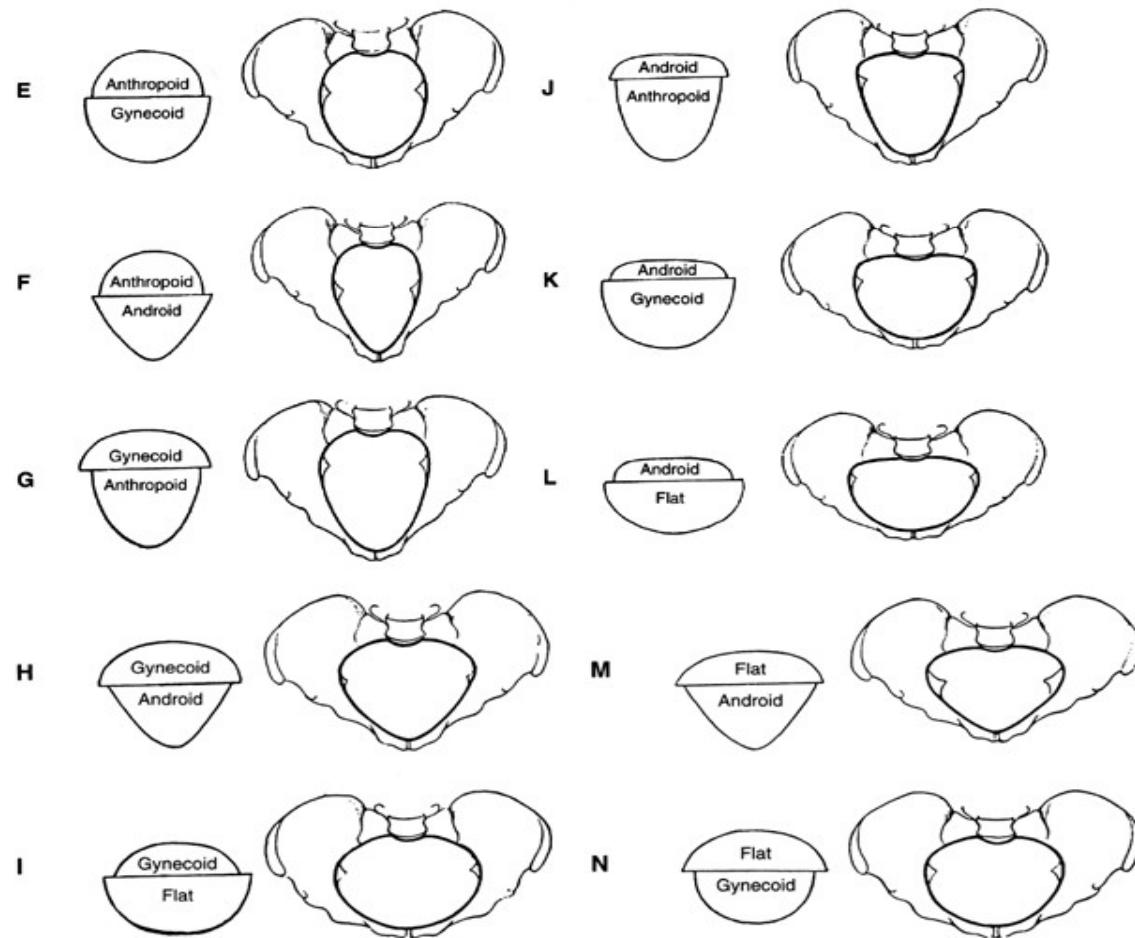 E
Anthropoid
Gynecoid
F
Anthropoid
Android
G
Gynecoid
Anthropoid
H
Gynecoid
Android
I
Gynecoid
Flat
J
Android
Anthropoid
K
Android
Gynecoid
L
Android
Flat
M
Flat
Android
N
Flat
Gynecoid